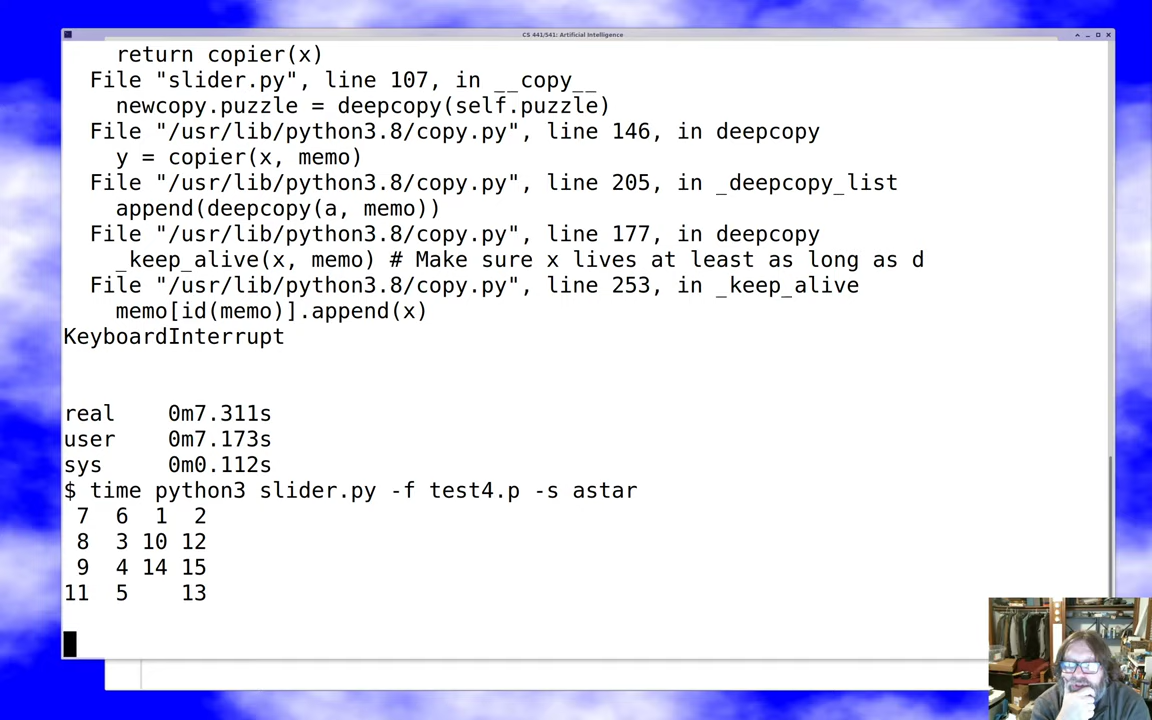 CS 441/541: Artificial Intelligence
return copier(x)
File "slider.py", line 107, in __copy__
newcopy.puzzle = deepcopy(self.puzzle)
File "/usr/lib/python3.8/copy.py", line 146, in deepcopy
y = copier(x, memo)
File "/usr/lib/python3.8/copy.py", line 205, in _deepcopy_list
append(deepcopy(a, memo))
File "/usr/lib/python3.8/copy.py", line 177, in deepcopy
_keep_alive(x, memo) # Make sure x lives at least as long as d
File "/usr/lib/python3.8/copy.py", line 253, in _keep_alive
memo[id(memo)].append(x)
KeyboardInterrupt
real 0m7.311s
user 0m7.173s
sys 0m0.112s
$ time python3 slider.py -f test4.p -s astar
7 6 1 2
8 3 10 12
9 4 14 15
11 5 13